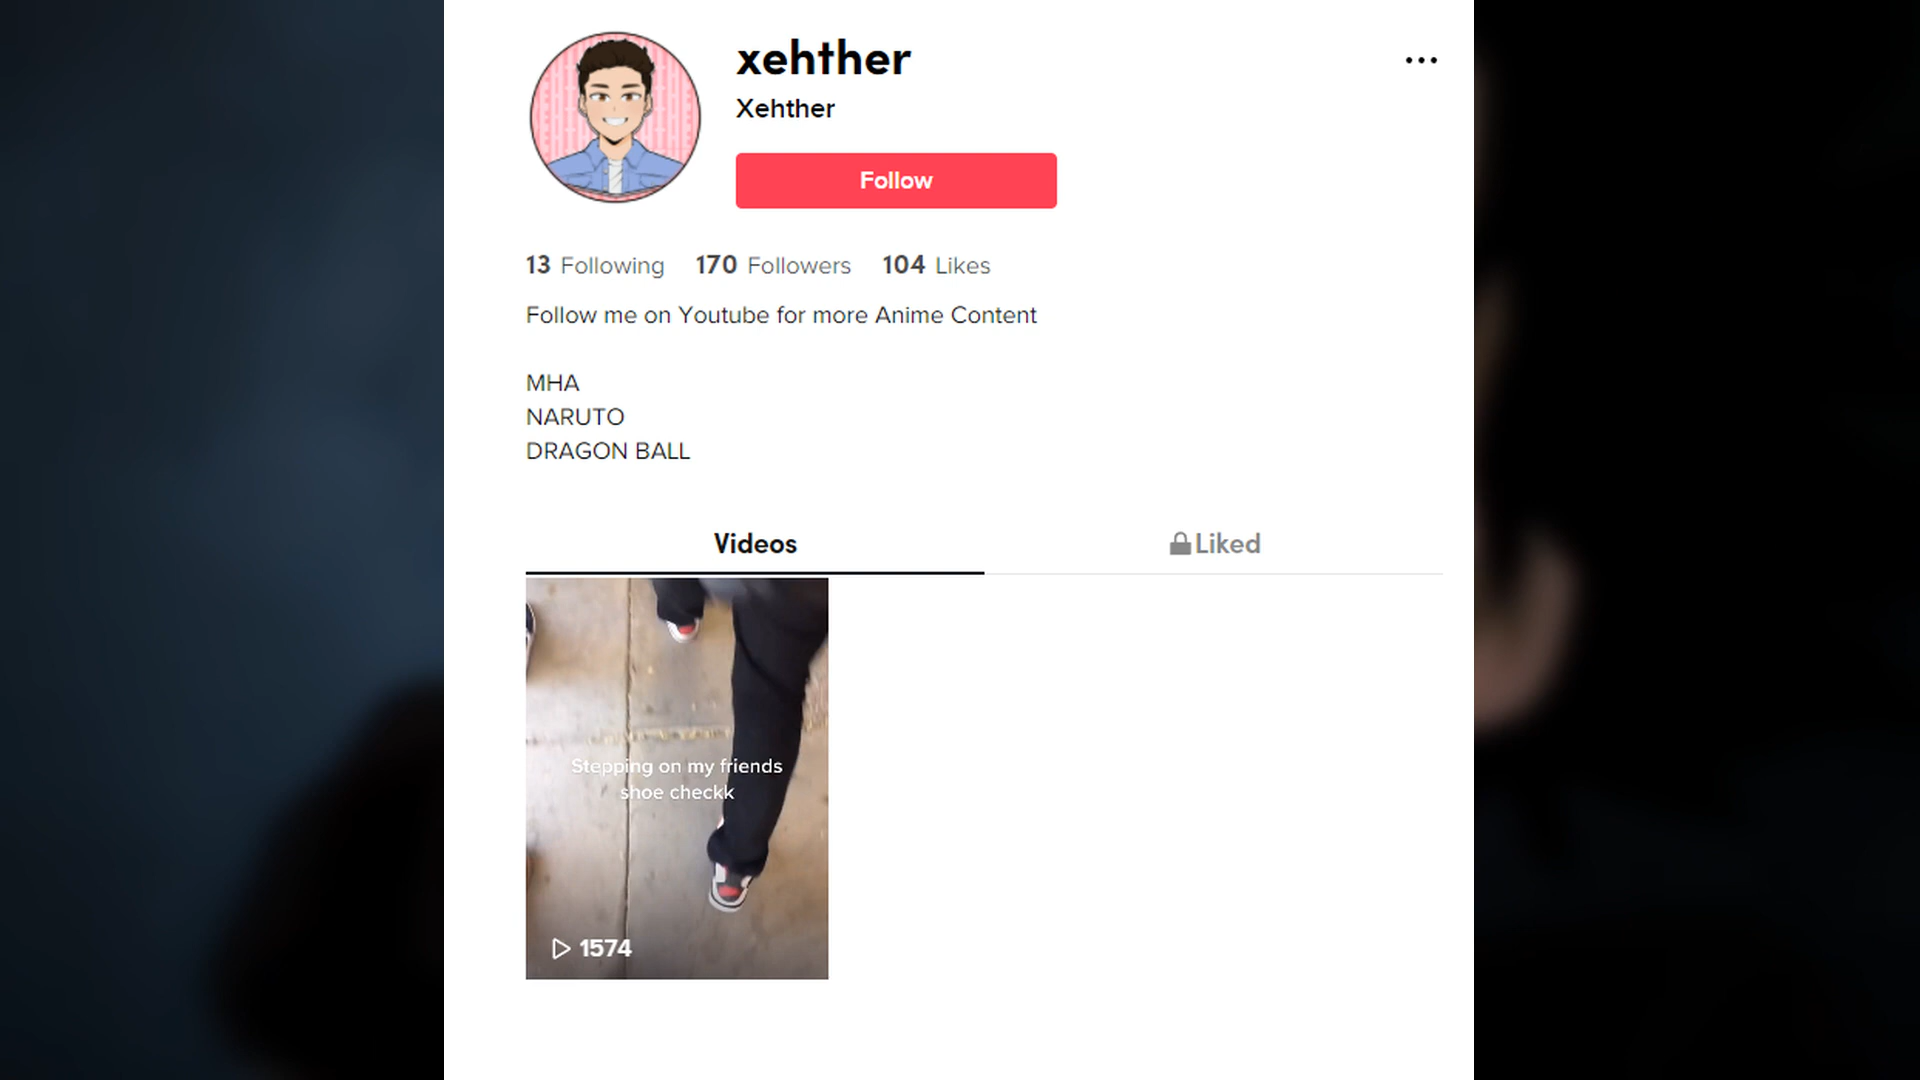 xehther
Xehther
Follow
13 Following 170 Followers 104 Likes
Follow me on Youtube for more Anime Content
MHA
NARUTO
DRAGON BALL
Videos Liked
Stepping on my friends
shoe checkk
1574